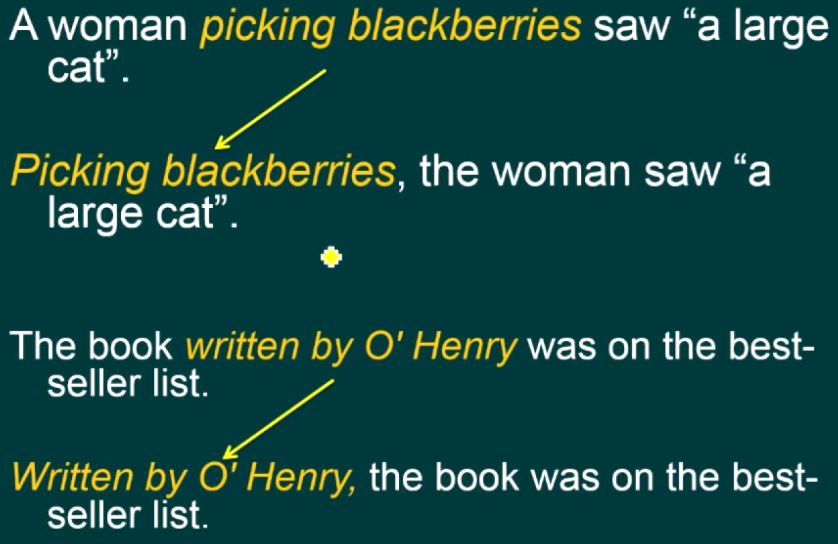 A woman picking blackberries saw “a large
cat”.
Picking blackberries, the woman saw “a
large cat”.
The book written by O' Henry was on the best-
seller list.
Written by O' Henry, the book was on the best-
seller list.